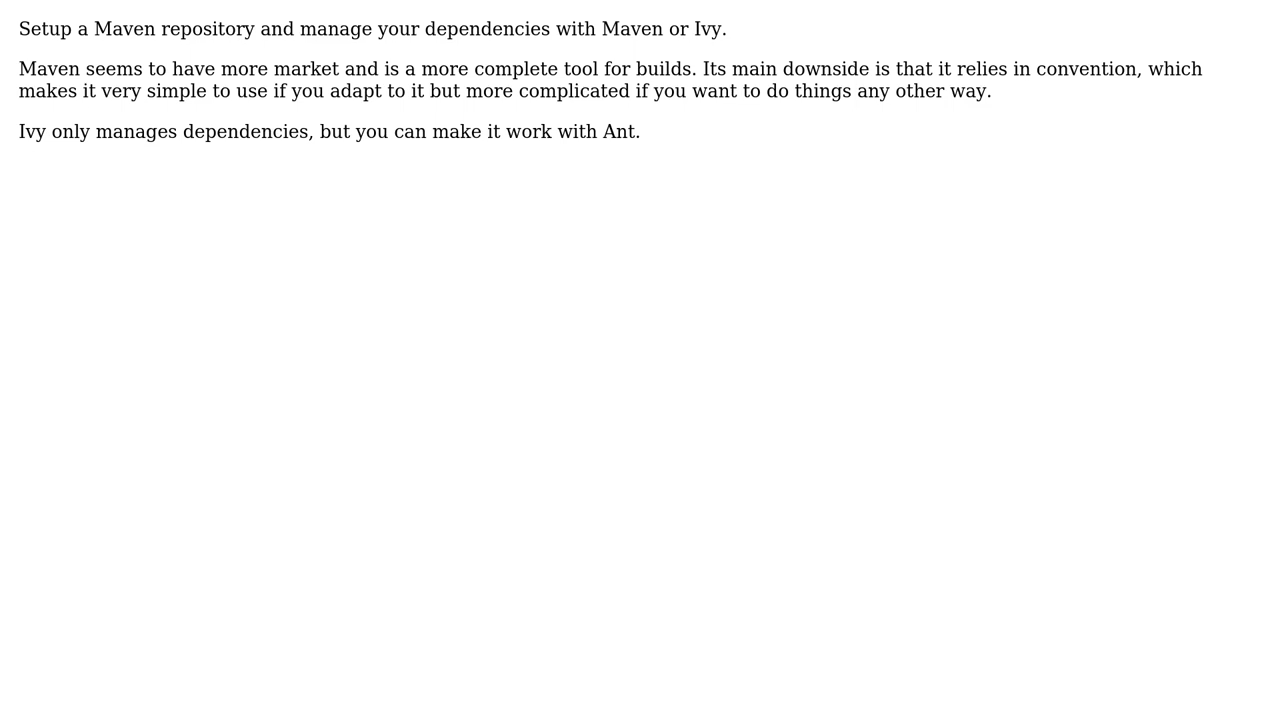 Setup a Maven repository and manage your dependencies with Maven or Ivy.
Maven seems to have more market and is a more complete tool for builds. Its main downside is that it relies in convention, which
makes it very simple to use if you adapt to it but more complicated if you want to do things any other way.
Ivy only manages dependencies, but you can make it work with Ant.